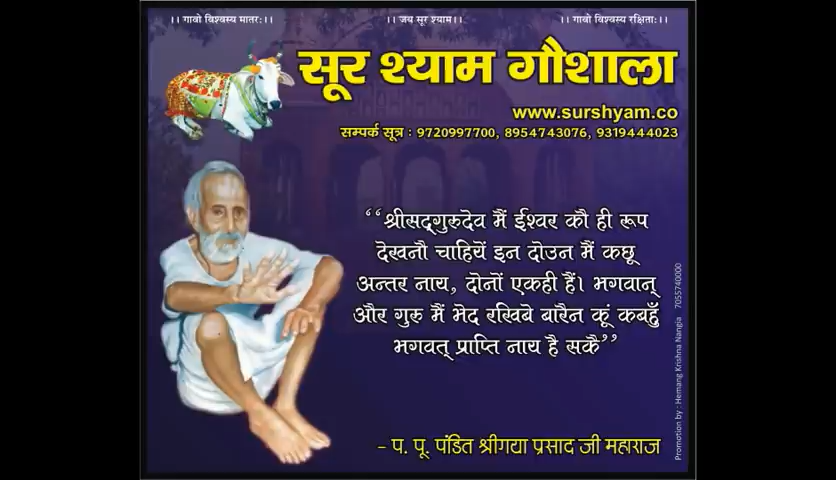 ।। गावो विश्वस्य मातर:।।
।। जय सूर श्याम।।
।। गावो विश्वस्य रक्षिता:।।
सूर श्याम गौशाला
www.surshyam.co
सम्पर्क सूत्र : 9720997700, 8954743076, 9319444023
‘‘श्रीसद्गुरुदेव मैं ईश्वर कौ ही रूप
देखनौ चाहियें इन दोउन मैं कछू
अन्तर नाय, दोनों एकही हैं। भगवान्
और गुरु मैं भेद रखिबे बारेन कूं कबहुँ
भगवत् प्राप्ति नाय है सकै’’
- प. पू. पंडित श्रीगया प्रसाद जी महाराज
Promotion by : Hemang Krishna Nangia 7055740000